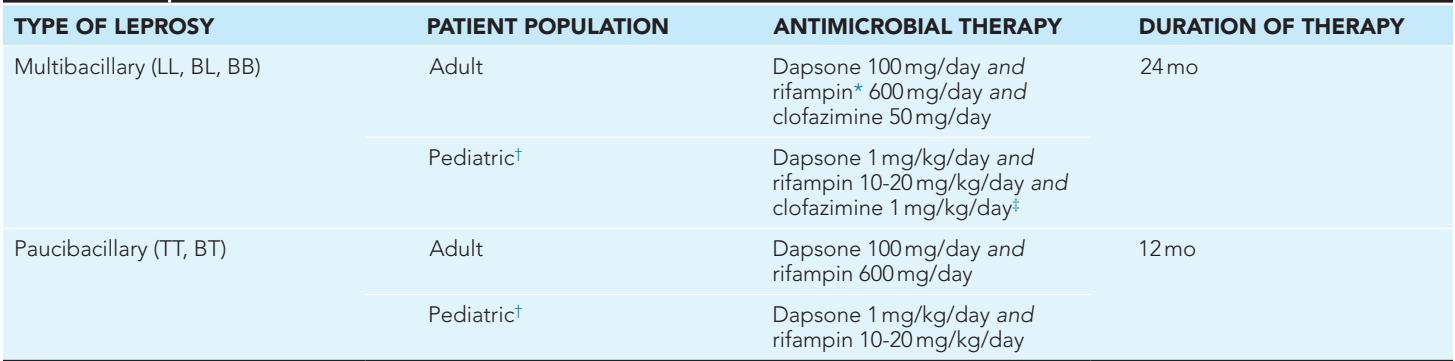 TYPE OF LEPROSY PATIENT POPULATION ANTIMICROBIAL THERAPY DURATION OF THERAPY
Multibacillary (LL, BL, BB) Adult Dapsone 100 mg/day and 24 mo
rifampin* 600 mg/day and
clofazimine 50 mg/day
Pediatric† Dapsone 1 mg/kg/day and
rifampin 10-20 mg/kg/day and
clofazimine 1 mg/kg/day‡
Paucibacillary (TT, BT) Adult Dapsone 100 mg/day and 12 mo
rifampin 600 mg/day
Pediatric† Dapsone 1 mg/kg/day and
rifampin 10-20 mg/kg/day